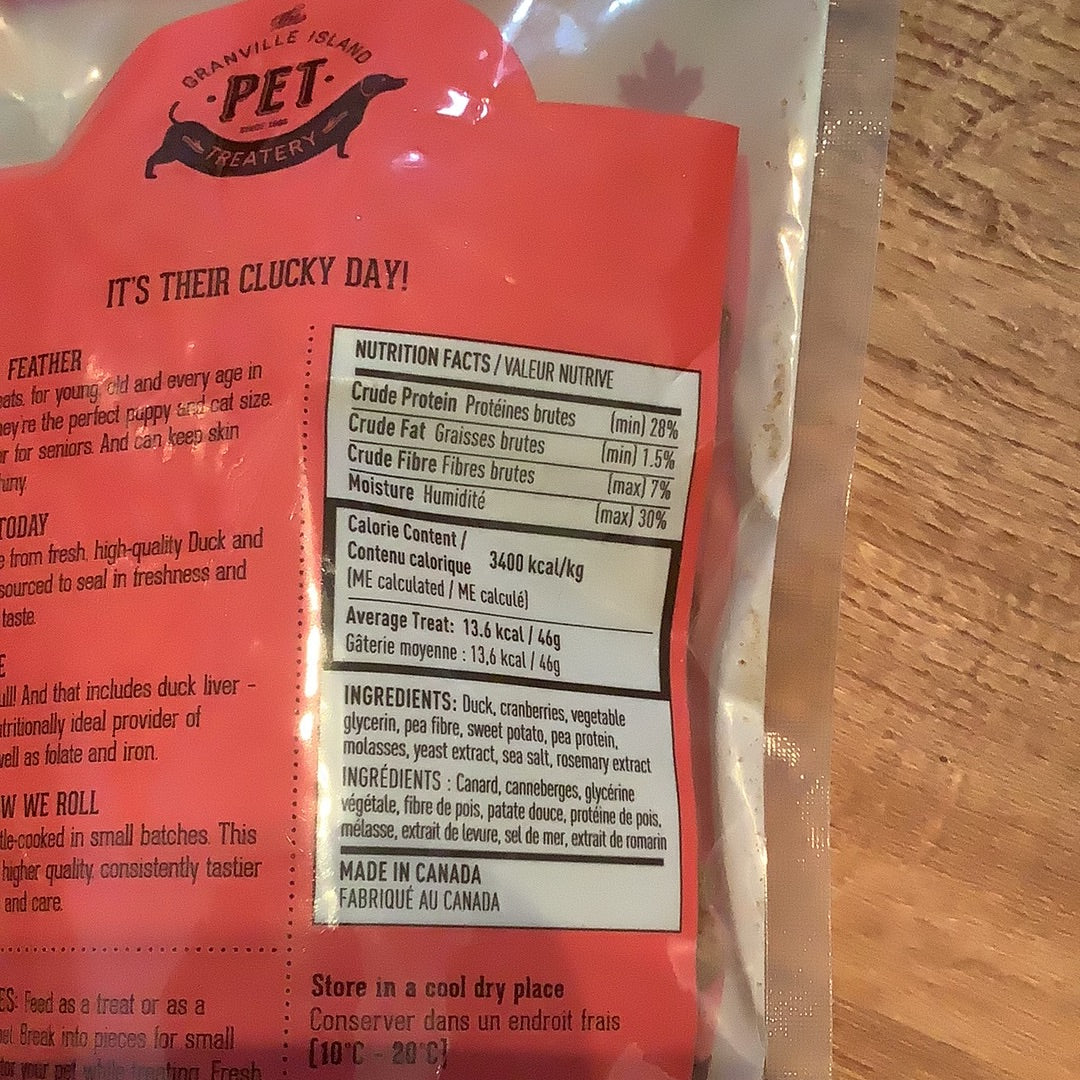 The
GRANVILLE ISLAND
·PET·
TREATERY
IT'S THEIR CLUCKY DAY!
FEATHER
for young, old and every age in
the perfect puppy and cat size.
for seniors. And can keep skin
TODAY
from fresh, high-quality Duck and
sourced to seal in freshness and
taste.
And that includes duck liver -
ideal provider of
as folate and iron.
WE ROLL
in small batches. This
higher quality, consistently tastier
and care.
Feed as a treat or as a
Break into pieces for small
your pet while treating. Fresh
NUTRITION FACTS / VALEUR NUTRIVE
Crude Protein Protéines brutes (min) 28%
Crude Fat Graisses brutes (min) 1.5%
Crude Fibre Fibres brutes (max) 7%
Moisture Humidité (max) 30%
Calorie Content /
Contenu calorique 3400 kcal/kg
(ME calculated / ME calculé)
Average Treat: 13.6 kcal / 46g
Gâterie moyenne : 13,6 kcal / 46g
INGREDIENTS: Duck, cranberries, vegetable
glycerin, pea fibre, sweet potato, pea protein,
molasses, yeast extract, sea salt, rosemary extract
INGRÉDIENTS : Canard, canneberges, glycérine
végétale, fibre de pois, patate douce, protéine de pois,
mélasse, extrait de levure, sel de mer, extrait de romarin
MADE IN CANADA
FABRIQUÉ AU CANADA
Store in a cool dry place
Conserver dans un endroit frais
(10°C - 20°C)